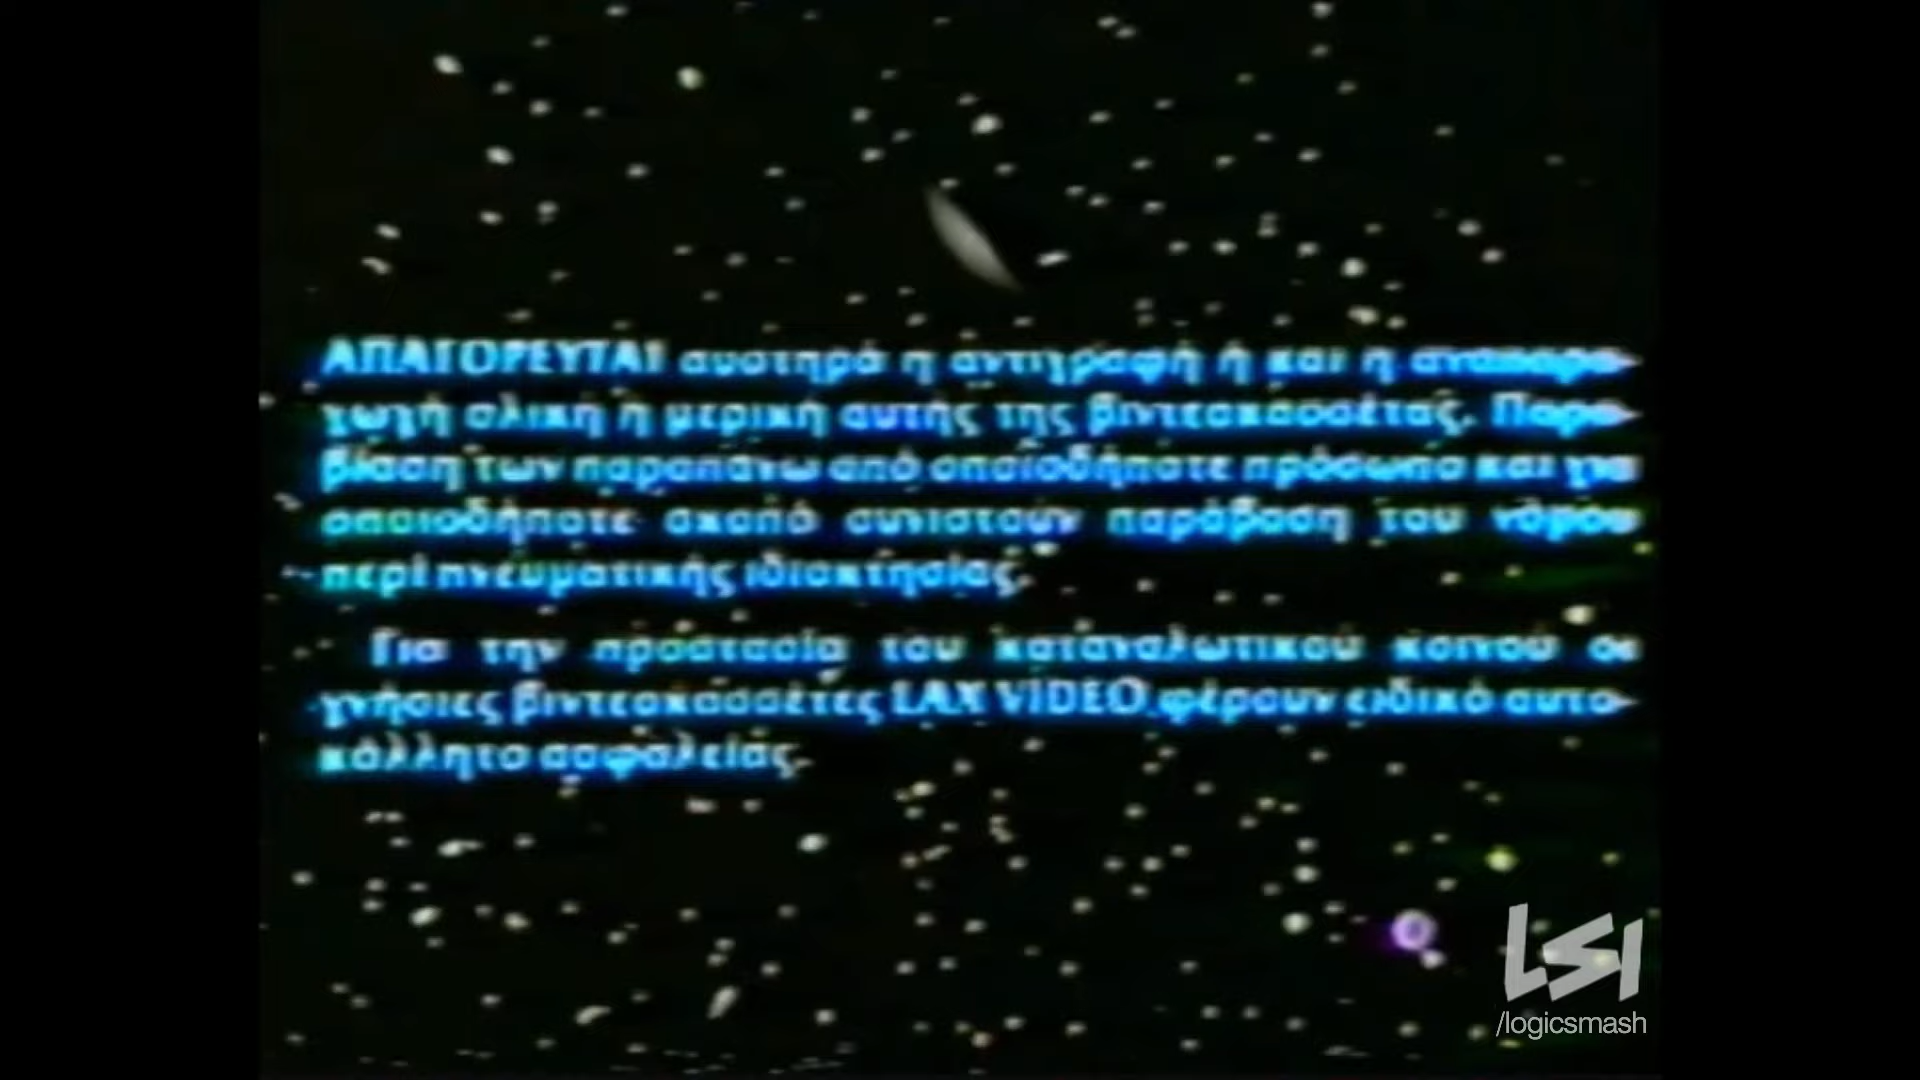 ΑΠΑΓΟΡΕΥΤΑΙ αυστηρά η αντιγραφή ή και η αναπαρα-
γωγή ολική ή μερική αυτής της βιντεοκασσέτας. Παρα-
βίαση των παραπάνω από οποιοδήποτε πρόσωπο και για
οποιοδήποτε σκοπό συνιστούν παράβαση του νόμου
περί πνευματικής ιδιοκτησίας.
Για την προστασία του καταναλωτικού κοινού οι
γνήσιες βιντεοκασσέτες LAX VIDEO φέρουν ειδικό αυτο-
κόλλητο ασφαλείας.
LSI
/logicsmash